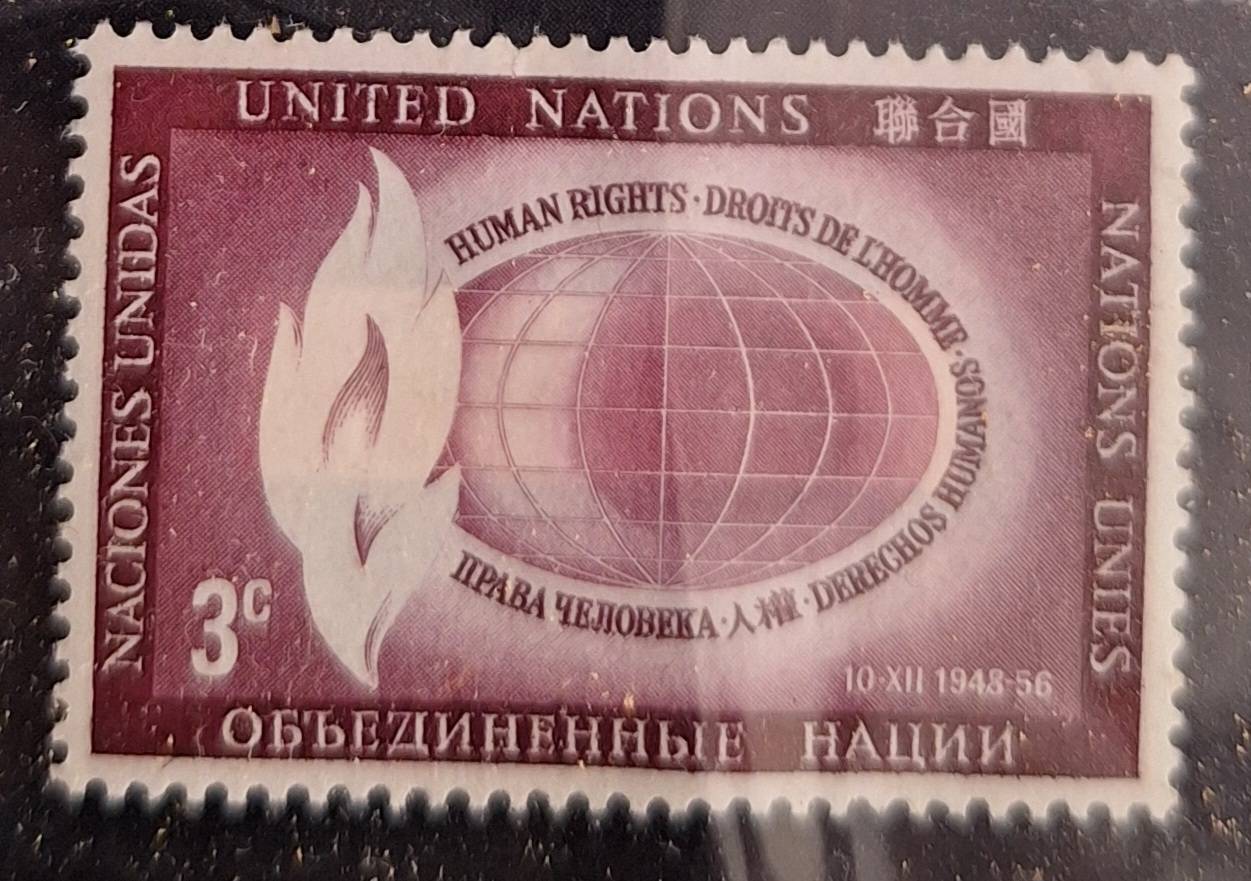 UNITED NATIONS 聯合國
NACIONES UNIDAS
NATIONS UNIES
HUMAN RIGHTS · DROITS DE L'HOMME · DERECHOS HUMANOS · 人權 · ПРАВА ЧЕЛОВЕКА
3c
10·XII 1948-56
ОБЪЕДИНЕННЫЕ НАЦИИ